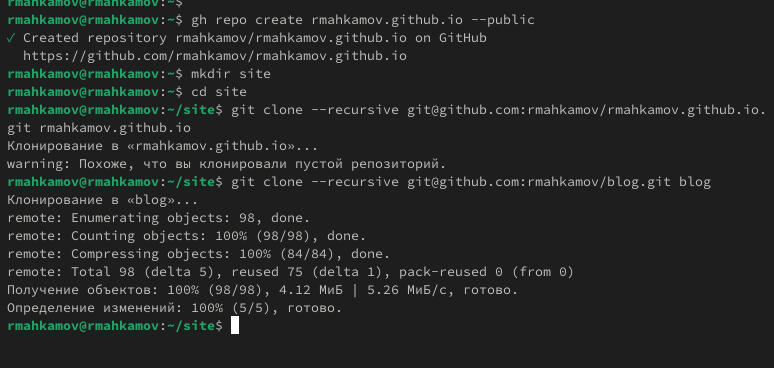 rmahkamov@rmahkamov:~$
rmahkamov@rmahkamov:~$ gh repo create rmahkamov.github.io --public
✓ Created repository rmahkamov/rmahkamov.github.io on GitHub
  https://github.com/rmahkamov/rmahkamov.github.io
rmahkamov@rmahkamov:~$ mkdir site
rmahkamov@rmahkamov:~$ cd site
rmahkamov@rmahkamov:~/site$ git clone --recursive git@github.com:rmahkamov/rmahkamov.github.io.
git rmahkamov.github.io
Клонирование в «rmahkamov.github.io»...
warning: Похоже, что вы клонировали пустой репозиторий.
rmahkamov@rmahkamov:~/site$ git clone --recursive git@github.com:rmahkamov/blog.git blog
Клонирование в «blog»...
remote: Enumerating objects: 98, done.
remote: Counting objects: 100% (98/98), done.
remote: Compressing objects: 100% (84/84), done.
remote: Total 98 (delta 5), reused 75 (delta 1), pack-reused 0 (from 0)
Получение объектов: 100% (98/98), 4.12 МиБ | 5.26 МиБ/с, готово.
Определение изменений: 100% (5/5), готово.
rmahkamov@rmahkamov:~/site$